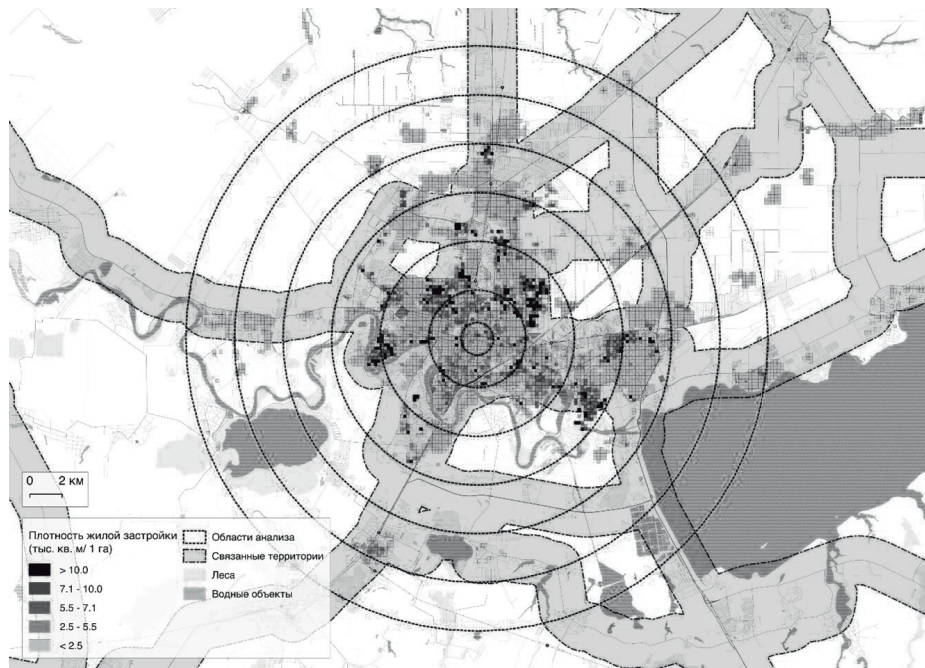 0 2 км
Плотность жилой застройки
(тыс. кв. м/ 1 га)
> 10.0
7.1 - 10.0
5.5 - 7.1
2.5 - 5.5
< 2.5
Области анализа
Связанные территории
Леса
Водные объекты